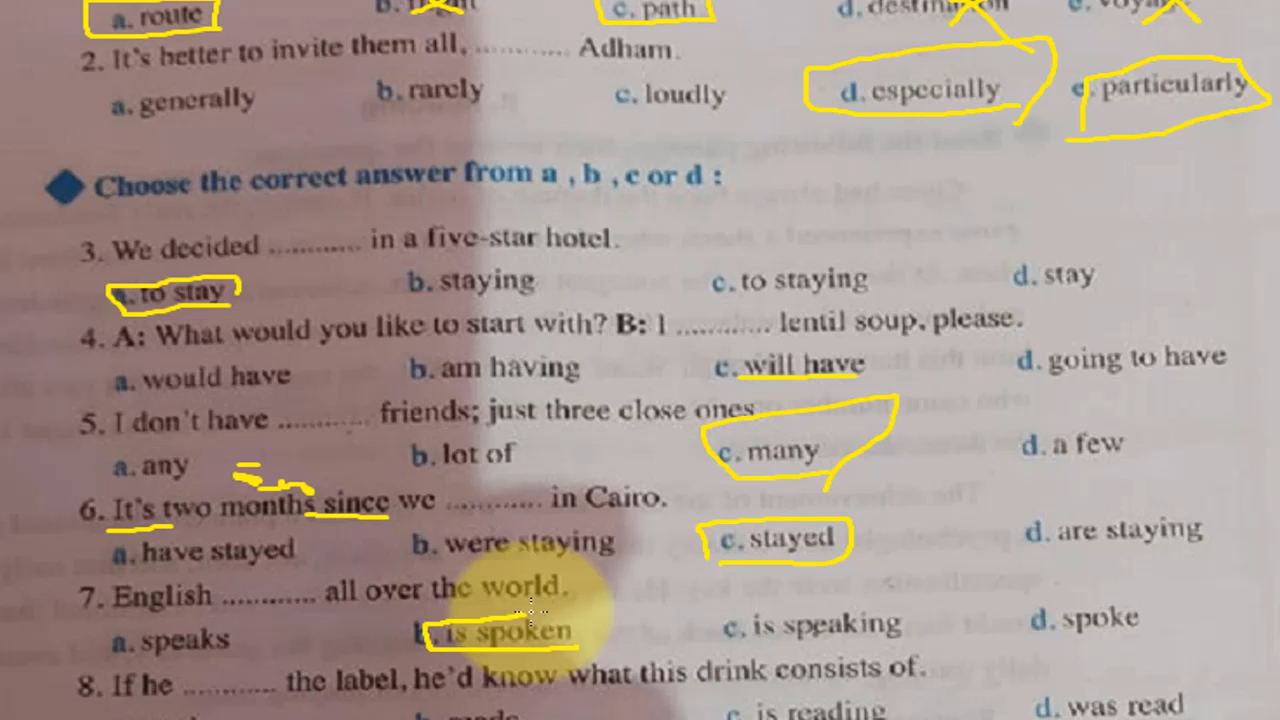 a. route c. path d. destination e. voyage
2. It's better to invite them all, ............ Adham.
a. generally b. rarely c. loudly d. especially e. particularly
Choose the correct answer from a , b , c or d :
3. We decided ............ in a five-star hotel.
a. to stay b. staying c. to staying d. stay
4. A: What would you like to start with? B: I ............ lentil soup, please.
a. would have b. am having c. will have d. going to have
5. I don't have ............ friends; just three close ones
a. any b. lot of c. many d. a few
6. It's two months since we ............ in Cairo.
a. have stayed b. were staying c. stayed d. are staying
7. English ............ all over the world.
a. speaks b. is spoken c. is speaking d. spoke
8. If he ............ the label, he'd know what this drink consists of.
c. is reading d. was read